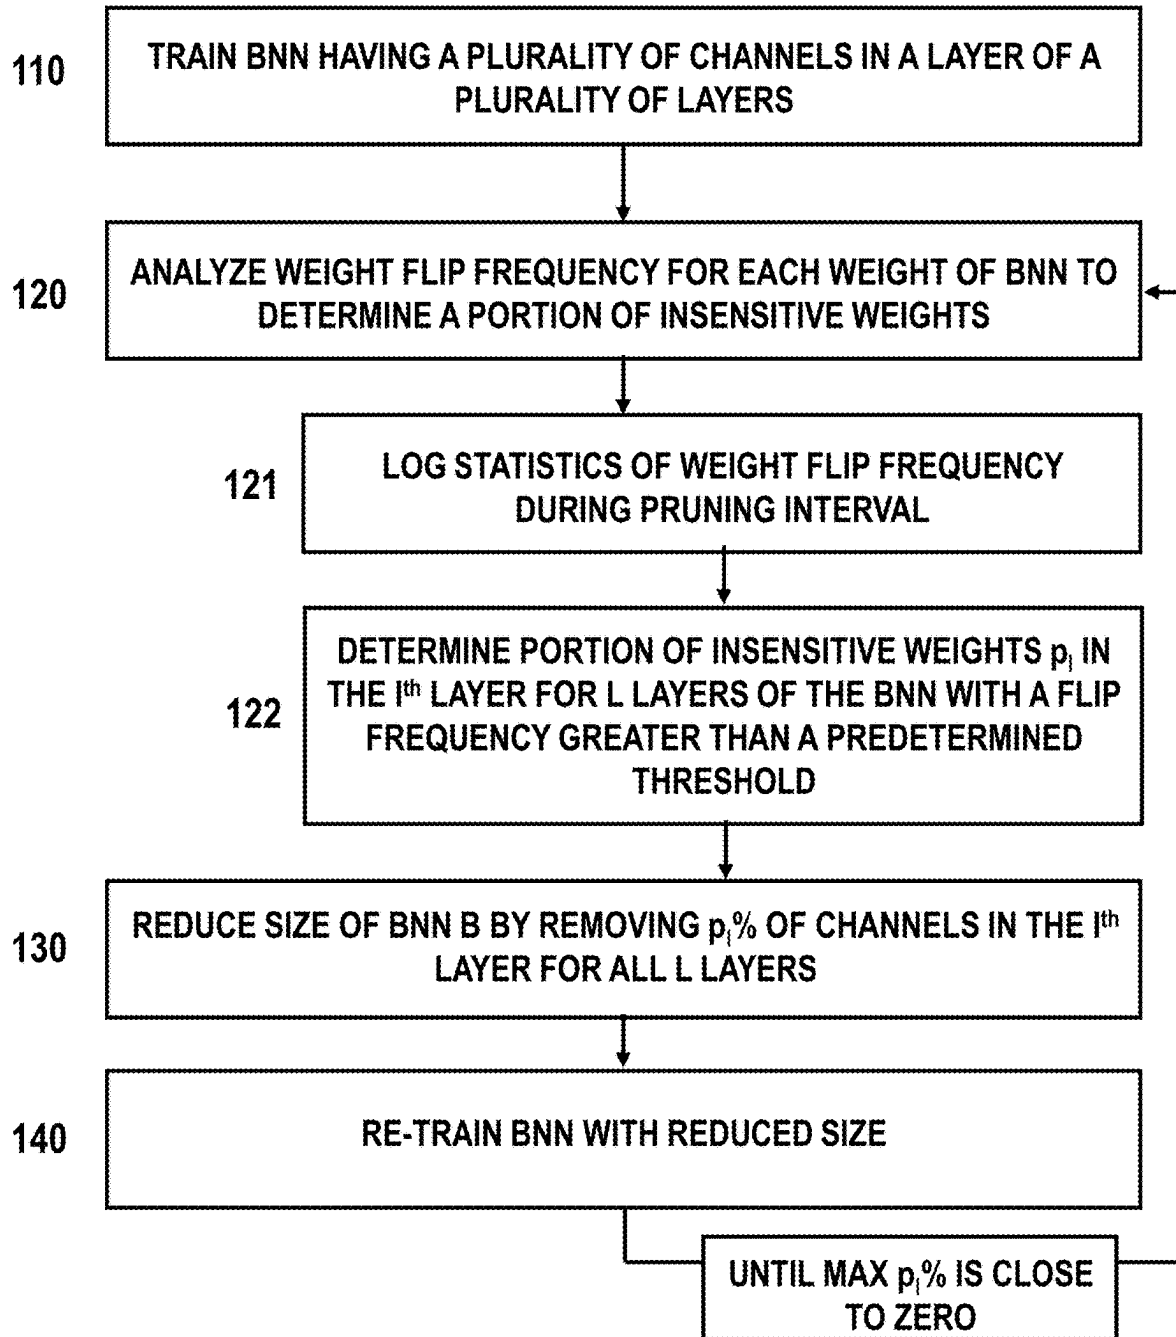 110
TRAIN BNN HAVING A PLURALITY OF CHANNELS IN A LAYER OF A
PLURALITY OF LAYERS
120
ANALYZE WEIGHT FLIP FREQUENCY FOR EACH WEIGHT OF BNN TO
DETERMINE A PORTION OF INSENSITIVE WEIGHTS
121
LOG STATISTICS OF WEIGHT FLIP FREQUENCY
DURING PRUNING INTERVAL
122
DETERMINE PORTION OF INSENSITIVE WEIGHTS pₗ IN
THE lᵗʰ LAYER FOR L LAYERS OF THE BNN WITH A FLIP
FREQUENCY GREATER THAN A PREDETERMINED
THRESHOLD
130
REDUCE SIZE OF BNN B BY REMOVING pₗ% OF CHANNELS IN THE lᵗʰ
LAYER FOR ALL L LAYERS
140
RE-TRAIN BNN WITH REDUCED SIZE
UNTIL MAX pₗ% IS CLOSE
TO ZERO